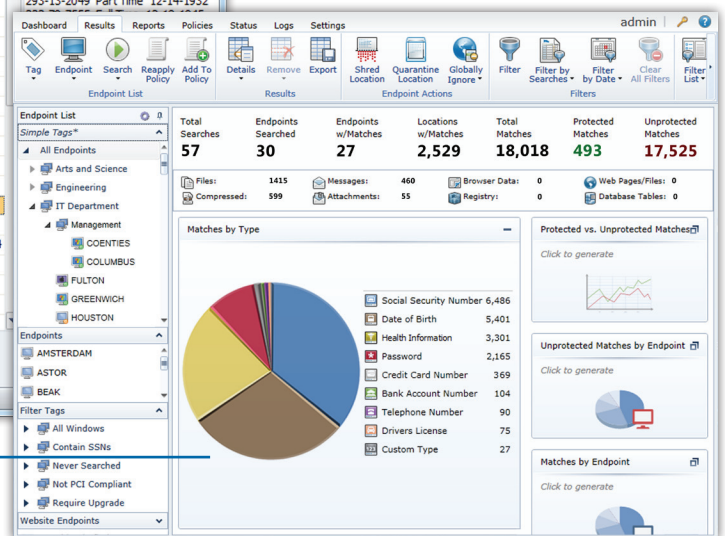 293-13-2049 Part Time 12-14-1932
Dashboard Results Reports Policies Status Logs Settings
admin
Tag Endpoint Search Reapply Policy Add To Policy Details Remove Export Shred Location Quarantine Location Globally Ignore Filter Filter by Searches Filter by Date Clear All Filters Filter List
Endpoint List Results Endpoint Actions Filters
Endpoint List
Simple Tags*
All Endpoints
Arts and Science
Engineering
IT Department
Management
COENTIES
COLUMBUS
FULTON
GREENWICH
HOUSTON
Endpoints
AMSTERDAM
ASTOR
BEAK
Filter Tags
All Windows
Contain SSNs
Never Searched
Not PCI Compliant
Require Upgrade
Website Endpoints
Total Searches
57
Endpoints Searched
30
Endpoints w/Matches
27
Locations w/Matches
2,529
Total Matches
18,018
Protected Matches
493
Unprotected Matches
17,525
Files: 1415 Messages: 460 Browser Data: 0 Web Pages/Files: 0
Compressed: 599 Attachments: 55 Registry: 0 Database Tables: 0
Matches by Type
Social Security Number 6,486
Date of Birth 5,401
Health Information 3,301
Password 2,165
Credit Card Number 369
Bank Account Number 104
Telephone Number 90
Drivers License 75
Custom Type 27
Protected vs. Unprotected Matches
Click to generate
Unprotected Matches by Endpoint
Click to generate
Matches by Endpoint
Click to generate